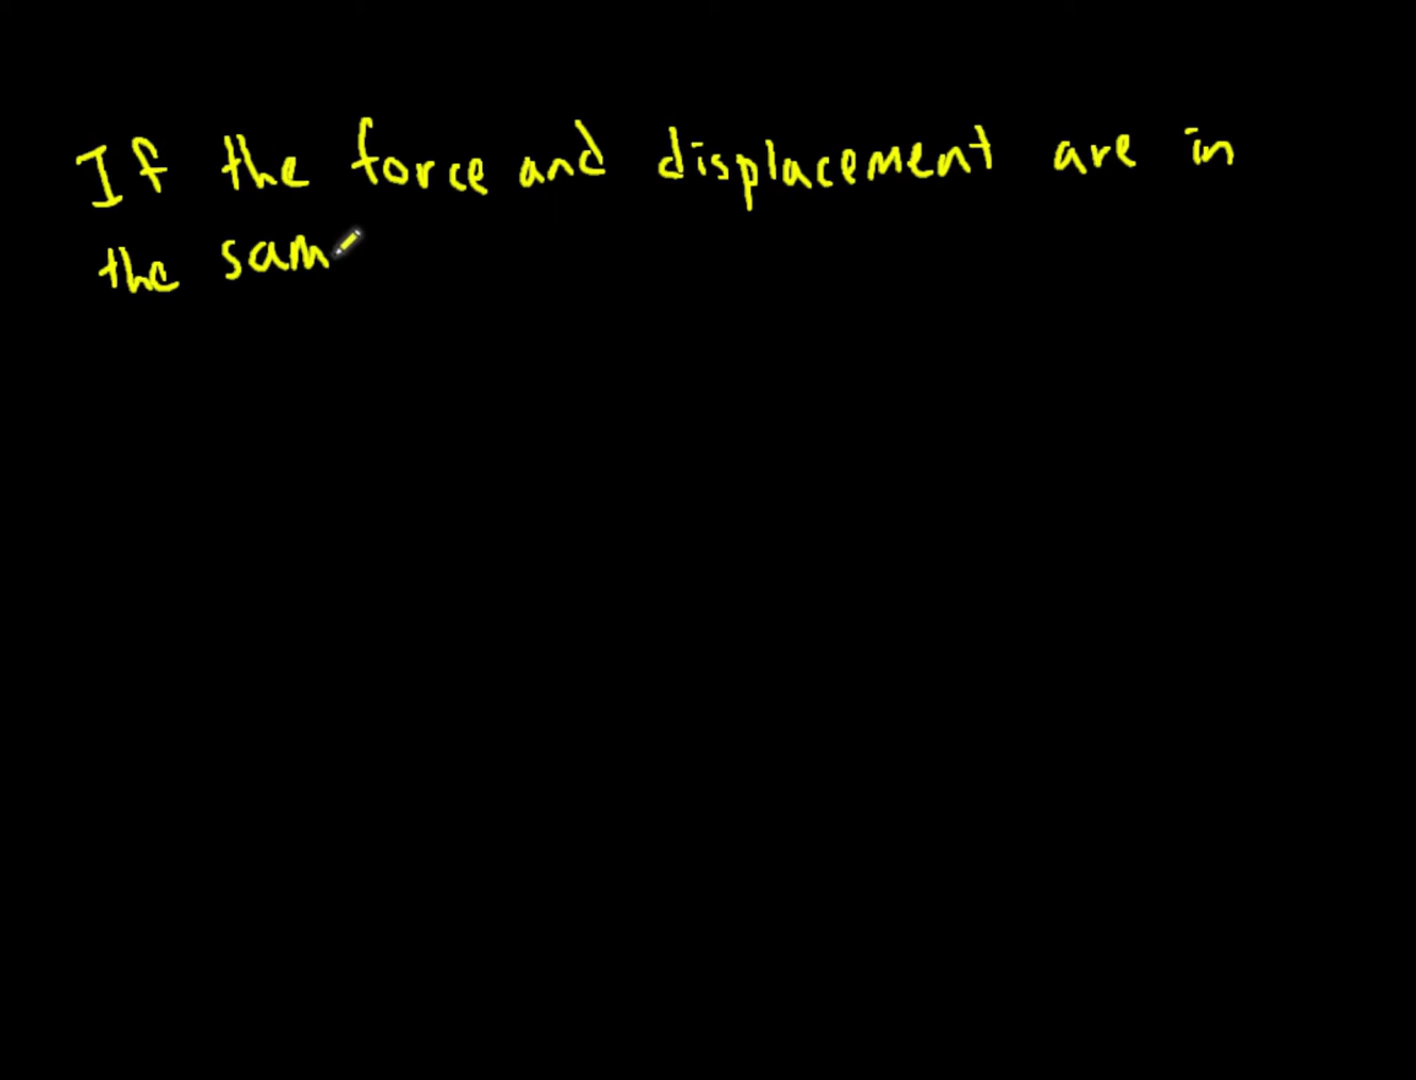 If the force and displacement are in
the sam